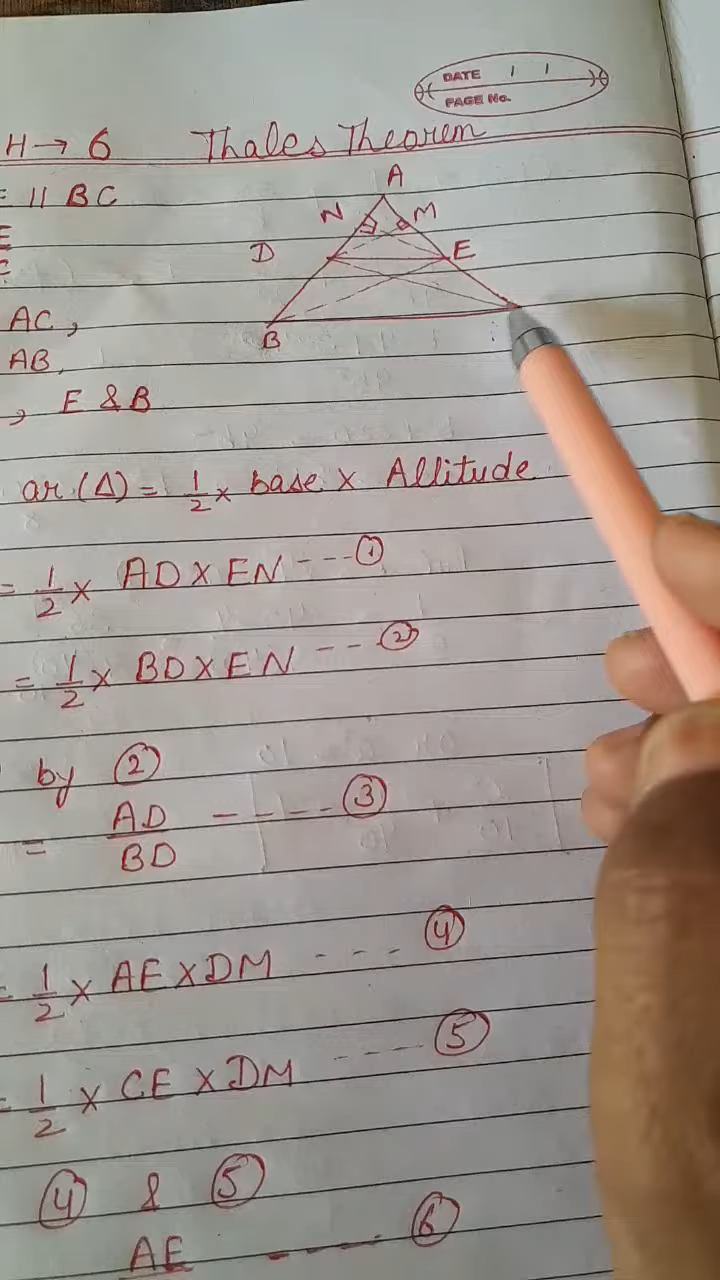 DATE / /
PAGE No.
H → 6 Thales Theorem
A
|| BC
N M
D E
AC,
B
AB,
, E & B
ar.(Δ) = 1/2 × base × Allitude
= 1/2 × AD × EN --- ①
= 1/2 × BD × EN --- ②
by ②
= AD/BD ---- ③
= 1/2 × AE × DM --- ④
= 1/2 × CE × DM ---- ⑤
④ & ⑤
AE ---- ⑥